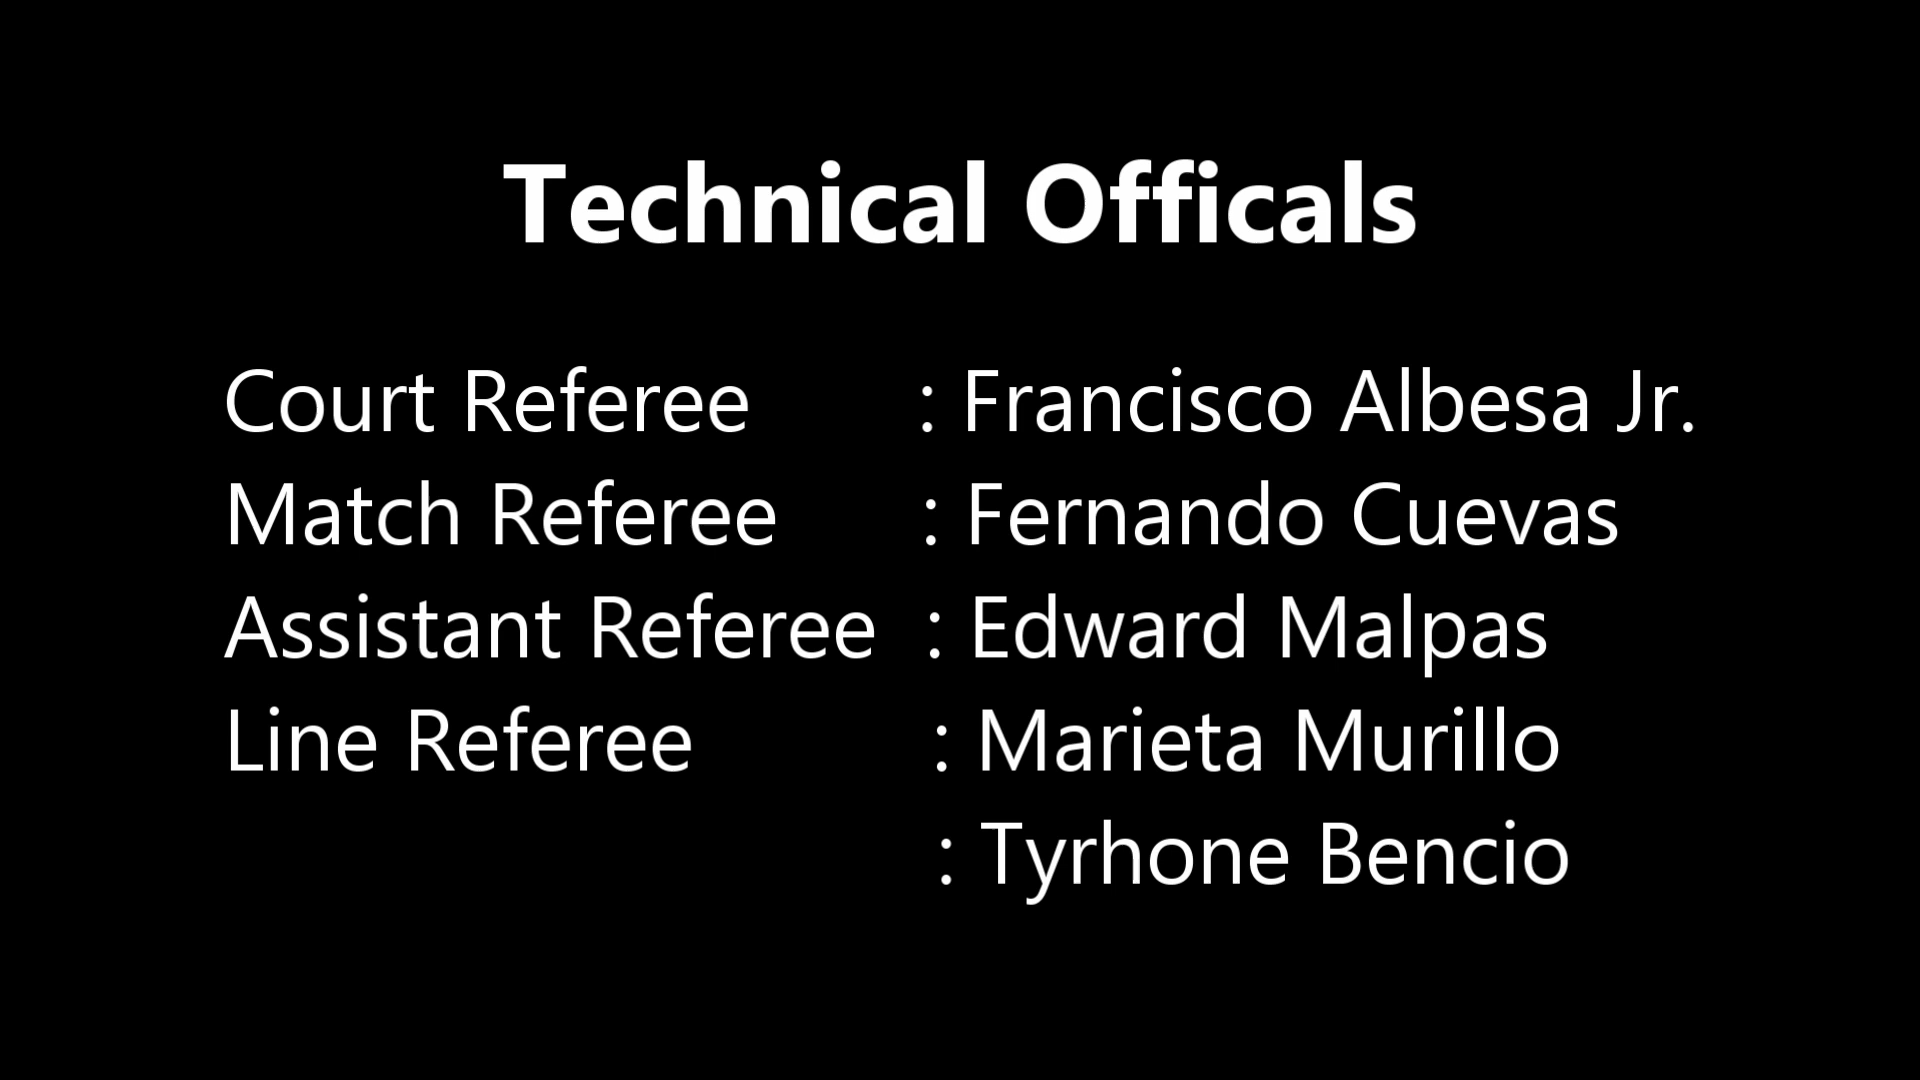 Technical Officals
Court Referee : Francisco Albesa Jr.
Match Referee : Fernando Cuevas
Assistant Referee : Edward Malpas
Line Referee : Marieta Murillo
: Tyrhone Bencio